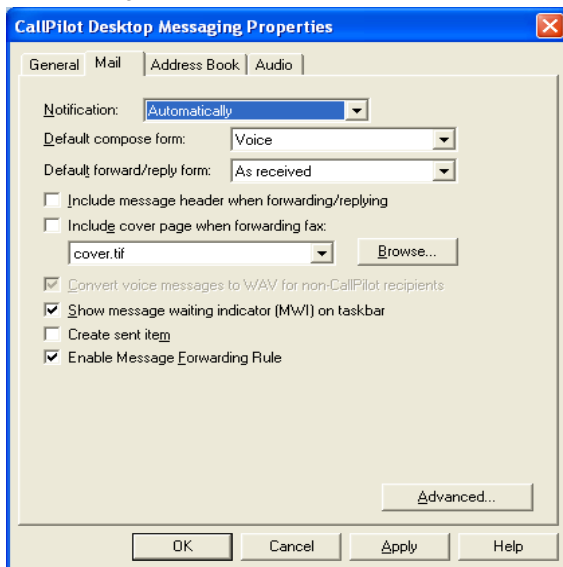 CallPilot Desktop Messaging Properties
General Mail Address Book Audio
Notification: Automatically
Default compose form: Voice
Default forward/reply form: As received
Include message header when forwarding/replying
Include cover page when forwarding fax:
cover.tif Browse...
Convert voice messages to WAV for non-CallPilot recipients
Show message waiting indicator (MWI) on taskbar
Create sent item
Enable Message Forwarding Rule
Advanced...
OK Cancel Apply Help